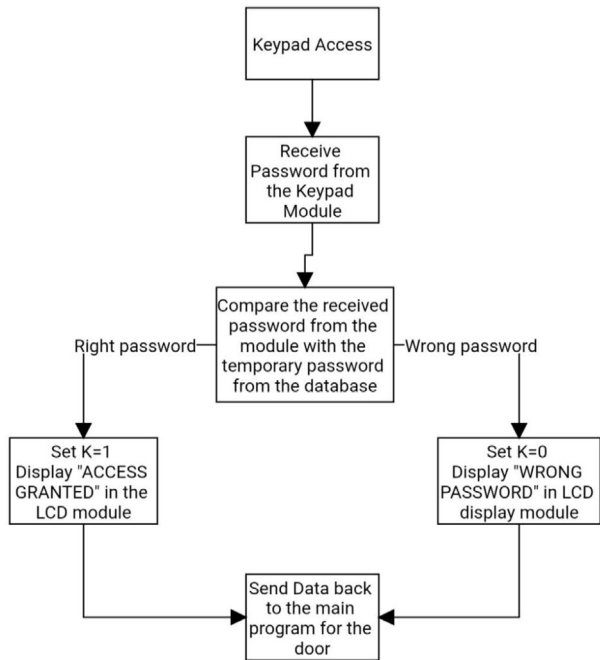 Keypad Access
Receive
Password from
the Keypad
Module
Compare the received
password from the
module with the
temporary password
from the database
Right password
Wrong password
Set K=1
Display "ACCESS
GRANTED" in the
LCD module
Set K=0
Display "WRONG
PASSWORD" in LCD
display module
Send Data back
to the main
program for the
door